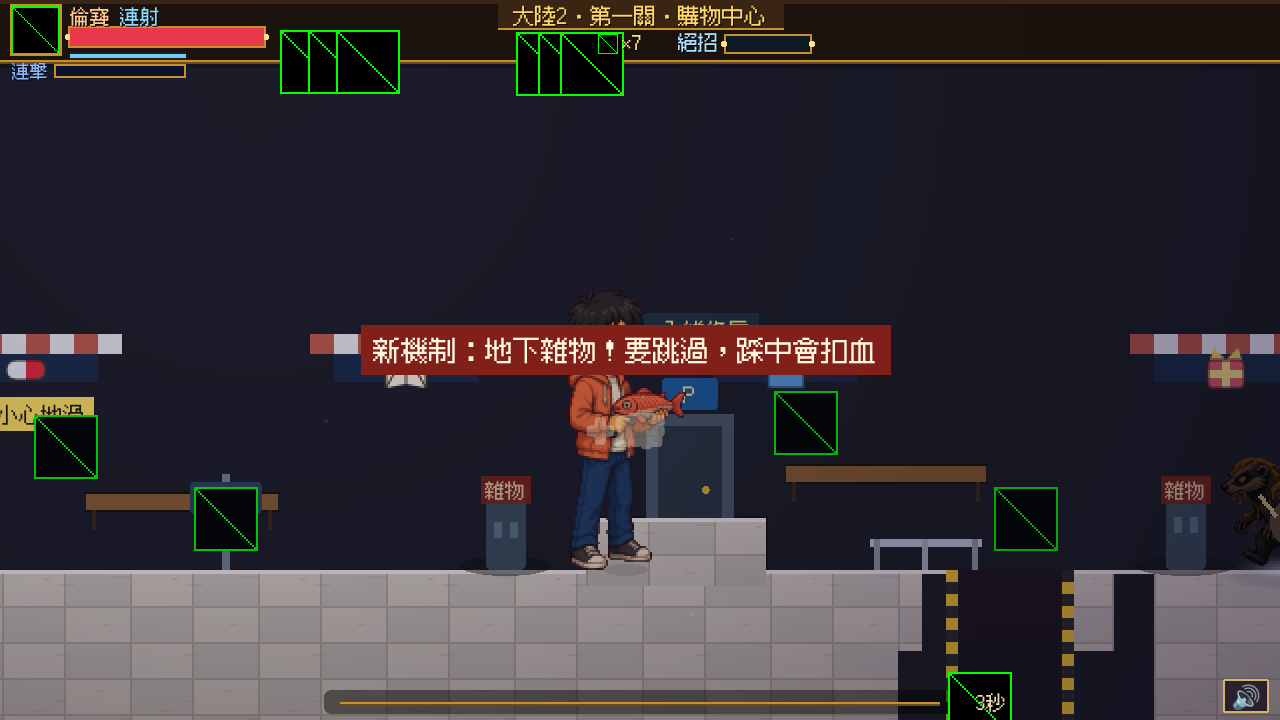 倫寶 連射
連擊
大陸2·第一關·購物中心
×7
絕招
新機制：地下雜物！要跳過，踩中會扣血
P
小心地滑
雜物
雜物
3秒